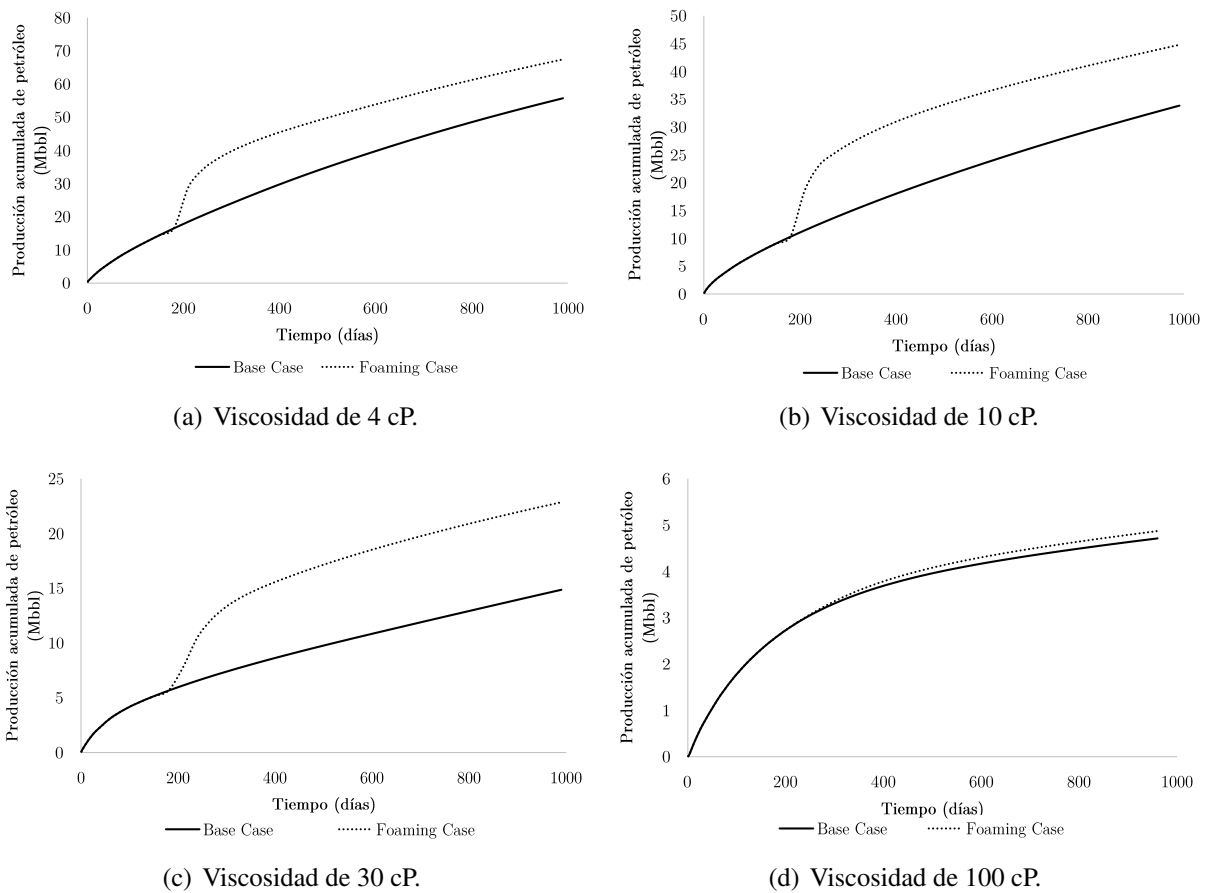 Producción acumulada de petróleo
(Mbbl)
80
70
60
50
40
30
20
10
0
0 200 400 600 800 1000
Tiempo (días)
Base Case Foaming Case
(a) Viscosidad de 4 cP.
Producción acumulada de petróleo
(Mbbl)
50
45
40
35
30
25
20
15
10
5
0
0 200 400 600 800 1000
Tiempo (días)
Base Case Foaming Case
(b) Viscosidad de 10 cP.
Producción acumulada de petróleo
(Mbbl)
25
20
15
10
5
0
0 200 400 600 800 1000
Tiempo (días)
Base Case Foaming Case
(c) Viscosidad de 30 cP.
Producción acumulada de petróleo
(Mbbl)
6
5
4
3
2
1
0
0 200 400 600 800 1000
Tiempo (días)
Base Case Foaming Case
(d) Viscosidad de 100 cP.